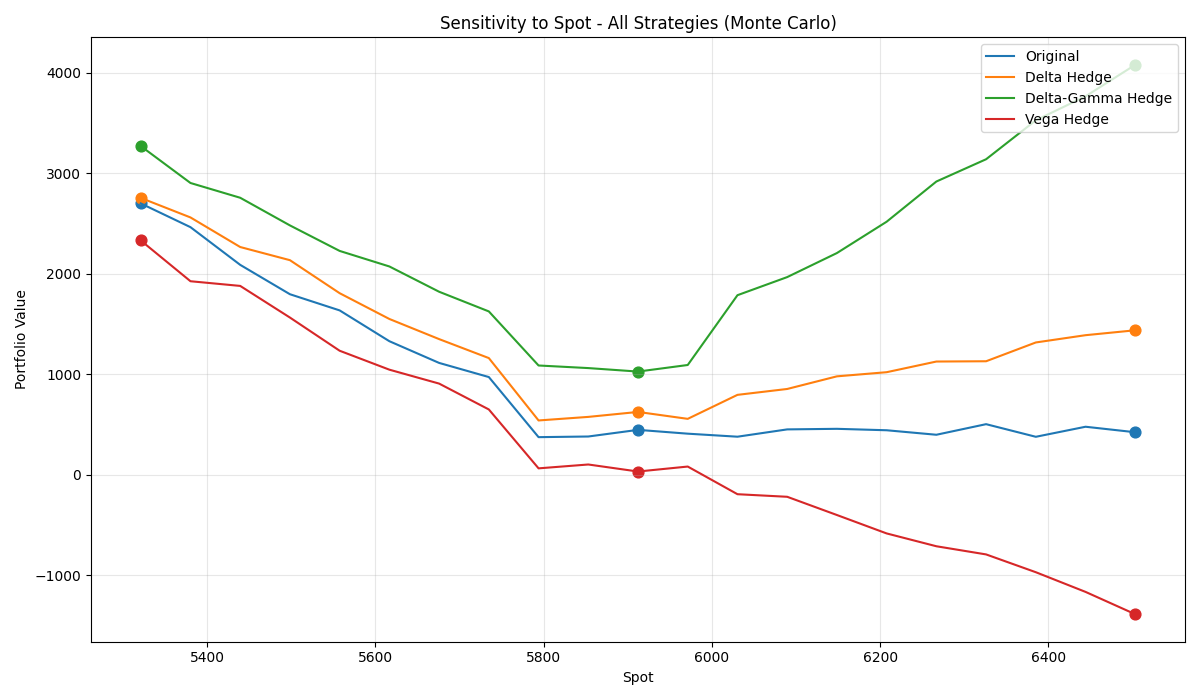 Sensitivity to Spot - All Strategies (Monte Carlo)
Original
Delta Hedge
Delta-Gamma Hedge
Vega Hedge
Portfolio Value
4000
3000
2000
1000
0
−1000
5400
5600
5800
6000
6200
6400
Spot